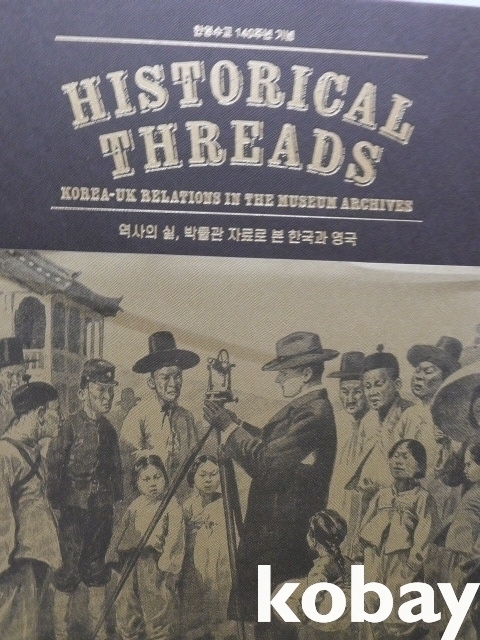 한영수교 140주년 기념
HISTORICAL
THREADS
KOREA-UK RELATIONS IN THE MUSEUM ARCHIVES
역사의 실, 박물관 자료로 본 한국과 영국
kobay